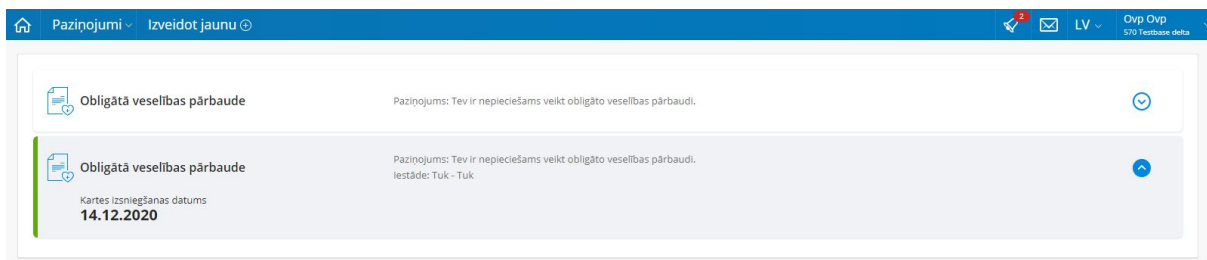 Paziņojumi Izveidot jaunu 2 LV Ovp Ovp
570 Testbase delta
Obligātā veselības pārbaude Paziņojums: Tev ir nepieciešams veikt obligāto veselības pārbaudi.
Obligātā veselības pārbaude Paziņojums: Tev ir nepieciešams veikt obligāto veselības pārbaudi.
Iestāde: Tuk - Tuk
Kartes izsniegšanas datums
14.12.2020